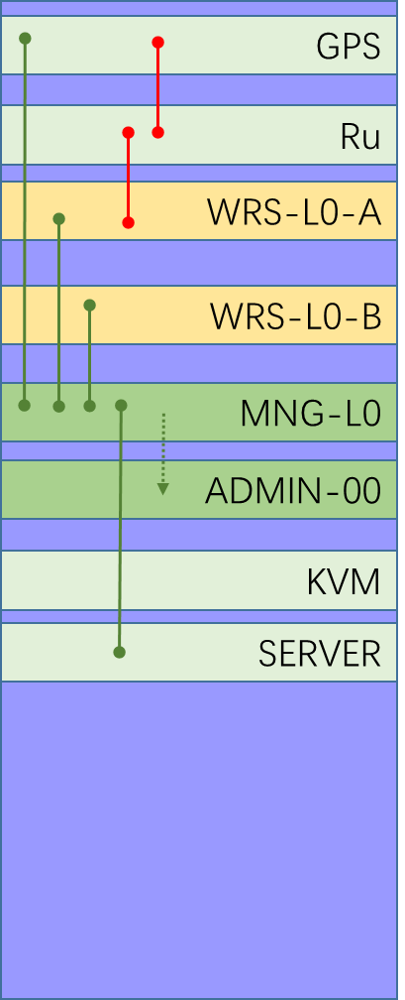 GPS
Ru
WRS-L0-A
WRS-L0-B
MNG-L0
ADMIN-00
KVM
SERVER